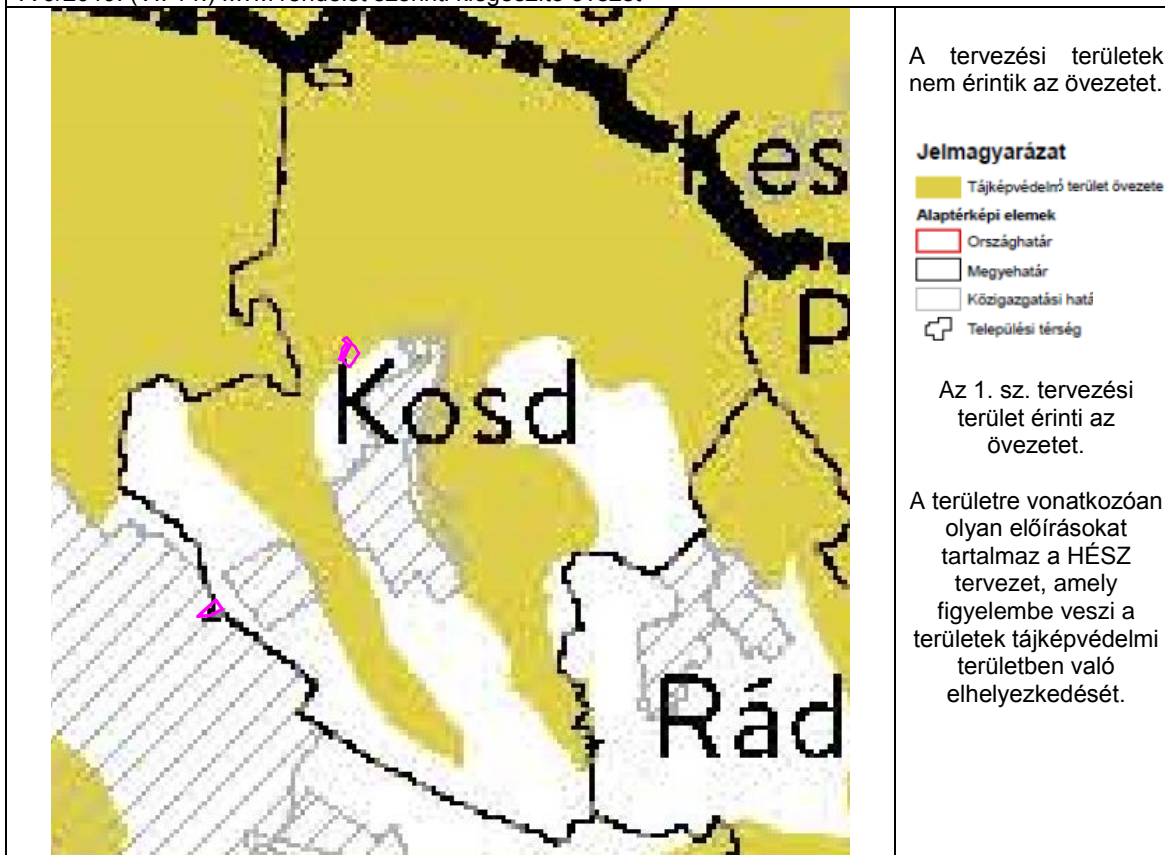 A tervezési területek
nem érintik az övezetet.
Jelmagyarázat
Tájképvédelmi terület övezete
Alaptérképi elemek
Országhatár
Megyehatár
Közigazgatási hatá
Települési térség
Az 1. sz. tervezési
terület érinti az
övezetet.
A területre vonatkozóan
olyan előírásokat
tartalmaz a HÉSZ
tervezet, amely
figyelembe veszi a
területek tájképvédelmi
területben való
elhelyezkedését.
Kes
P
Kosd
Rád